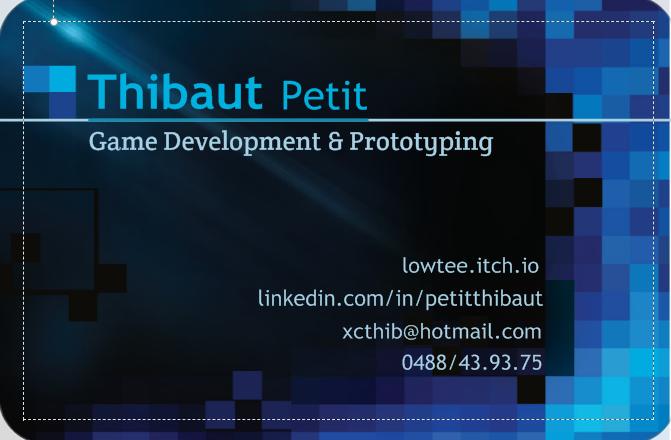 Thibaut Petit
Game Development & Prototyping
lowtee.itch.io
linkedin.com/in/petitthibaut
xcthib@hotmail.com
0488/43.93.75